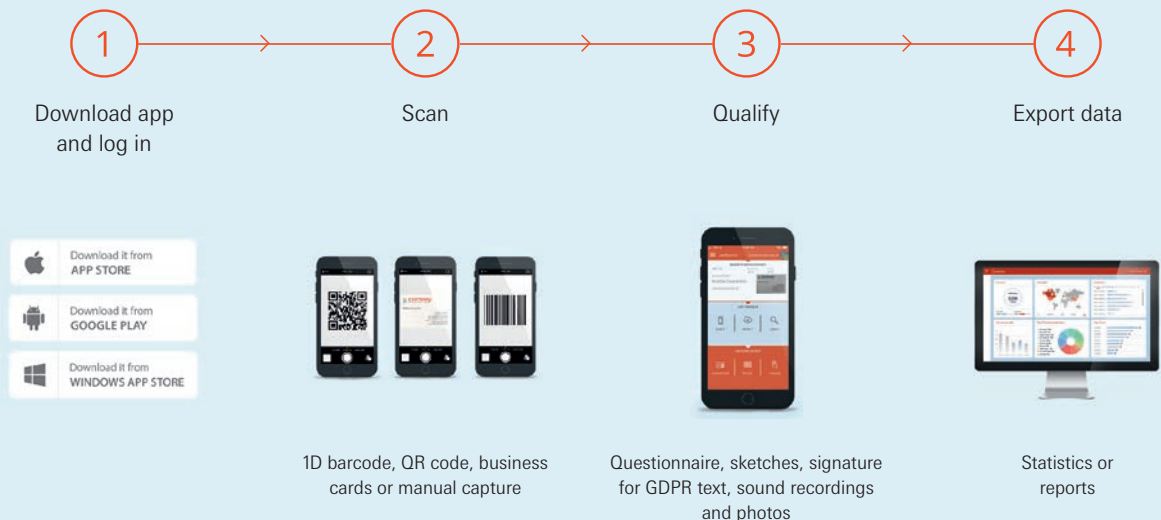 1
2
3
4
Download app
and log in
Scan
Qualify
Export data
Download it from
APP STORE
Download it from
GOOGLE PLAY
Download it from
WINDOWS APP STORE
1D barcode, QR code, business
cards or manual capture
Questionnaire, sketches, signature
for GDPR text, sound recordings
and photos
Statistics or
reports